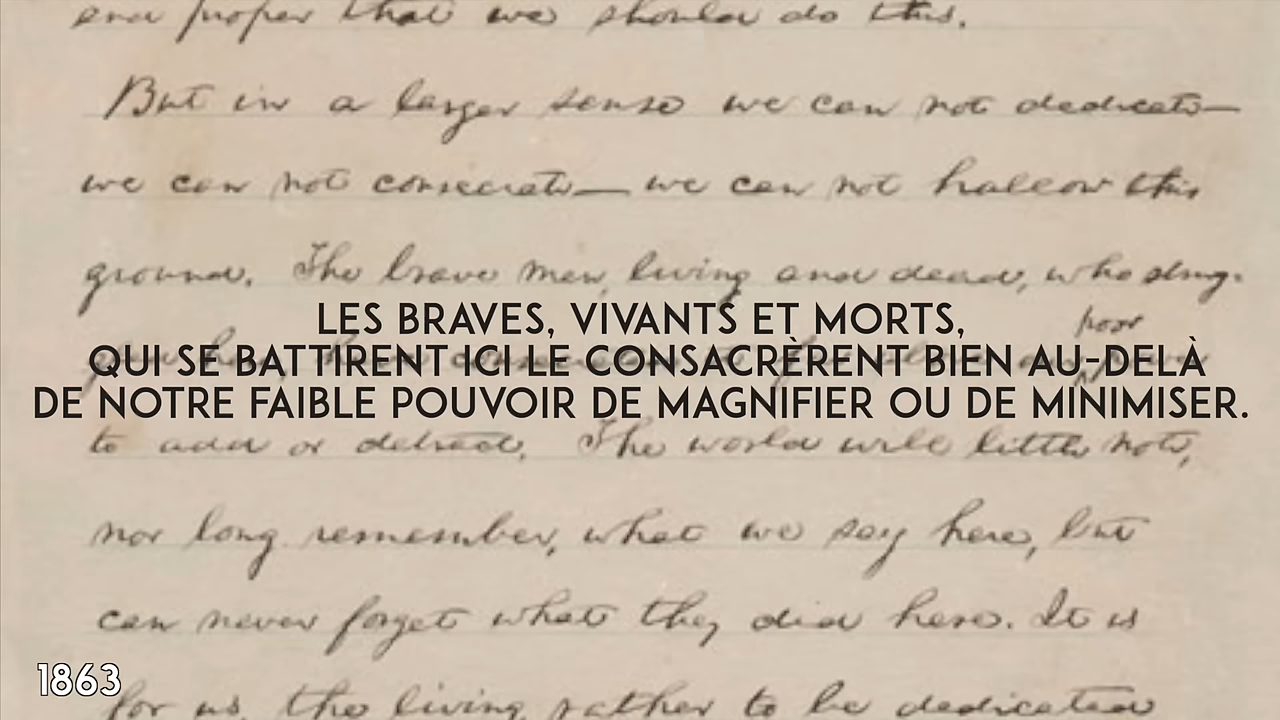 and proper that we should do this.
But in a larger sense we can not dedicate—
we can not consecrate— we can not hallow this
ground. The brave men, living and dead, who strug-
LES BRAVES, VIVANTS ET MORTS,
poor
QUI SE BATTIRENT ICI LE CONSACRÈRENT BIEN AU-DELÀ
DE NOTRE FAIBLE POUVOIR DE MAGNIFIER OU DE MINIMISER.
to add or detract. The world will little note,
nor long remember, what we say here, but
can never forget what they did here. It is
1863
for us, the living, rather to be dedicated